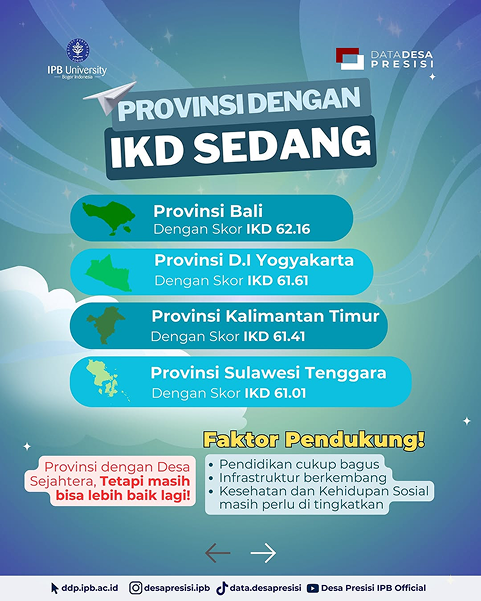 IPB University
Bogor Indonesia
DATADESA
PRESISI
PROVINSI DENGAN
IKD SEDANG
Provinsi Bali
Dengan Skor IKD 62.16
Provinsi D.I Yogyakarta
Dengan Skor IKD 61.61
Provinsi Kalimantan Timur
Dengan Skor IKD 61.41
Provinsi Sulawesi Tenggara
Dengan Skor IKD 61.01
Faktor Pendukung!
Provinsi dengan Desa
Sejahtera, Tetapi masih
bisa lebih baik lagi!
• Pendidikan cukup bagus
• Infrastruktur berkembang
• Kesehatan dan Kehidupan Sosial
masih perlu di tingkatkan
ddp.ipb.ac.id desapresisi.ipb data.desapresisi Desa Presisi IPB Official